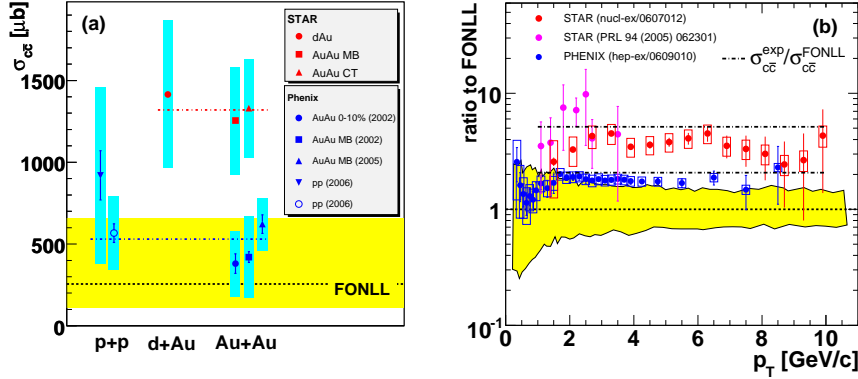 (a)
σcc̄ [μb]
1500
1000
500
0
STAR
dAu
AuAu MB
AuAu CT
Phenix
AuAu 0-10% (2002)
AuAu MB (2002)
AuAu MB (2005)
pp (2006)
pp (2006)
FONLL
p+p d+Au Au+Au
(b)
ratio to FONLL
10
1
10⁻¹
STAR (nucl-ex/0607012)
STAR (PRL 94 (2005) 062301)
PHENIX (hep-ex/0609010)
σcc̄^exp/σcc̄^FONLL
0 2 4 6 8 10
pT [GeV/c]